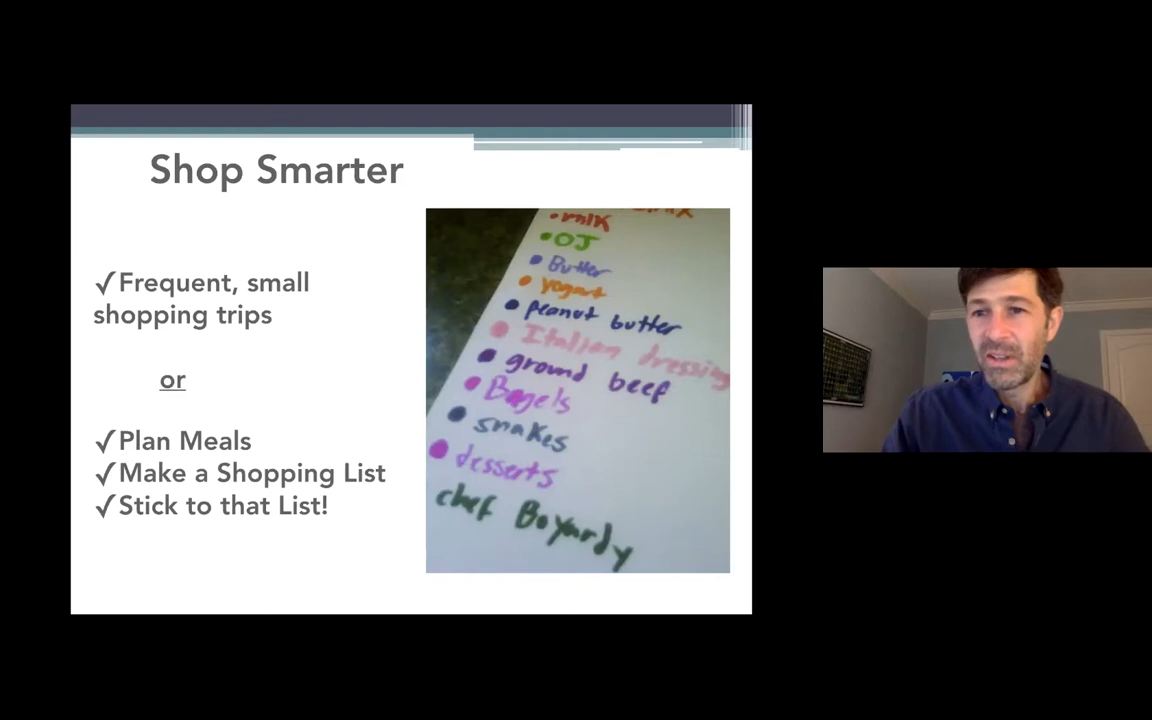 Shop Smarter
✓Frequent, small
shopping trips
or
✓Plan Meals
✓Make a Shopping List
✓Stick to that List!
•milk
•OJ
•Butter
•yogurt
•peanut butter
•Italian dressing
•ground beef
•Bagels
•snakes
•desserts
chef Boyardy